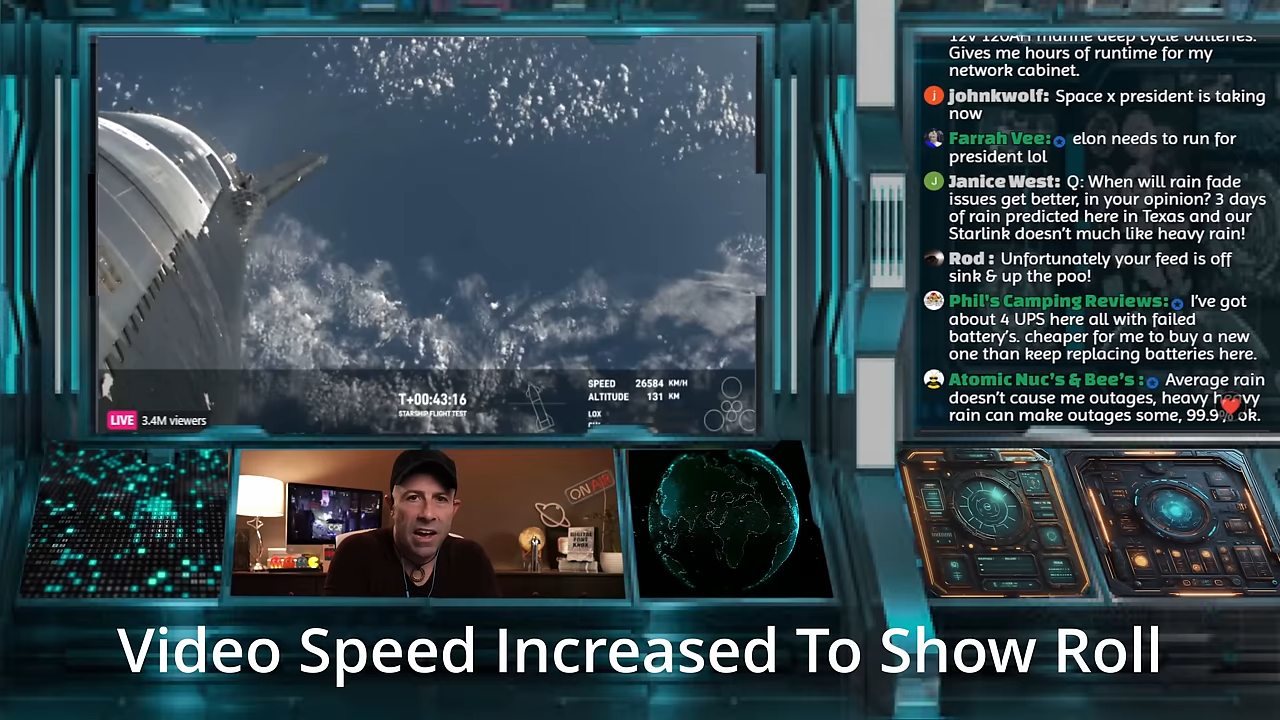 12V 120AH marine deep cycle batteries.
Gives me hours of runtime for my
network cabinet.
johnkwolf: Space x president is taking
now
Farrah Vee: elon needs to run for
president lol
Janice West: Q: When will rain fade
issues get better, in your opinion? 3 days
of rain predicted here in Texas and our
Starlink doesn't much like heavy rain!
Rod : Unfortunately your feed is off
sink & up the poo!
Phil's Camping Reviews: I've got
about 4 UPS here all with failed
battery's. cheaper for me to buy a new
one than keep replacing batteries here.
Atomic Nuc's & Bee's : Average rain
doesn't cause me outages, heavy heavy
rain can make outages some, 99.9% ok.
SPEED 26584 KM/H
ALTITUDE 131 KM
LOX
T+00:43:16
STARSHIP FLIGHT TEST
LIVE 3.4M viewers
ON AIR
DIGITAL
FORT
KNOX
Video Speed Increased To Show Roll